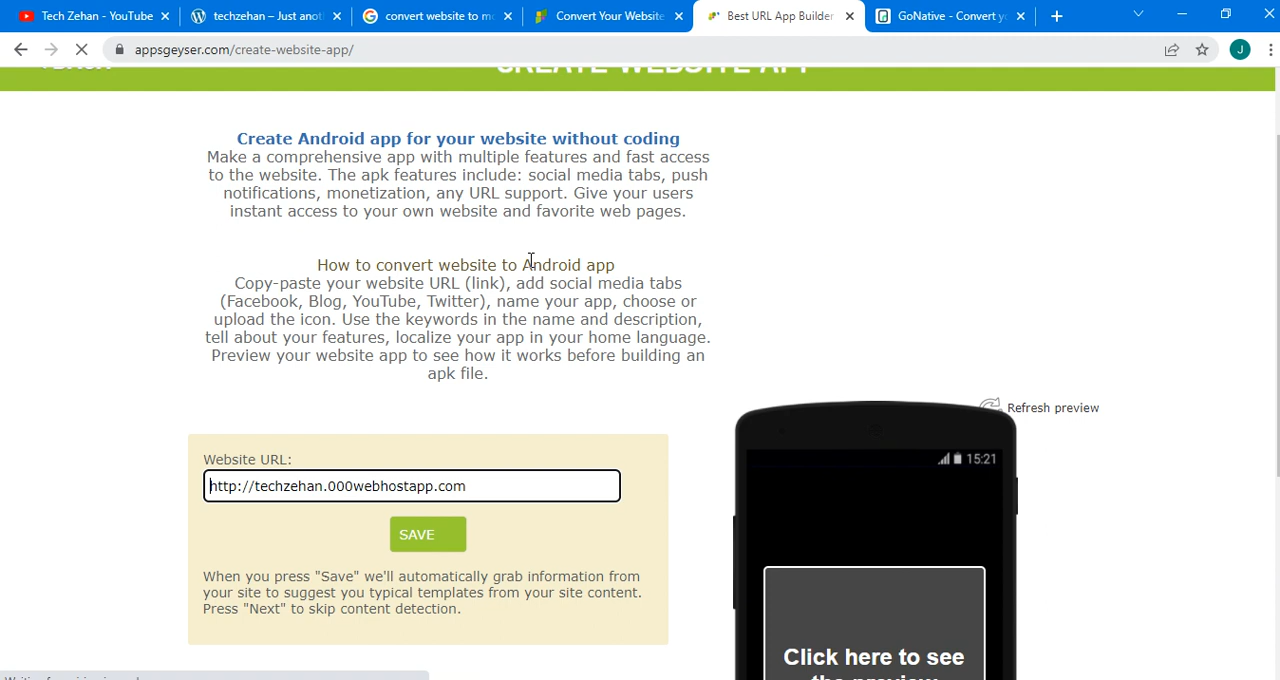 Tech Zehan - YouTube
techzehan – Just anot
convert website to mo
Convert Your Website
Best URL App Builder
GoNative - Convert yo
appsgeyser.com/create-website-app/
J
CREATE WEBSITE APP
Create Android app for your website without coding
Make a comprehensive app with multiple features and fast access
to the website. The apk features include: social media tabs, push
notifications, monetization, any URL support. Give your users
instant access to your own website and favorite web pages.
How to convert website to Android app
Copy-paste your website URL (link), add social media tabs
(Facebook, Blog, YouTube, Twitter), name your app, choose or
upload the icon. Use the keywords in the name and description,
tell about your features, localize your app in your home language.
Preview your website app to see how it works before building an
apk file.
Refresh preview
Website URL:
http://techzehan.000webhostapp.com
SAVE
When you press "Save" we'll automatically grab information from
your site to suggest you typical templates from your site content.
Press "Next" to skip content detection.
15:21
Click here to see
the preview